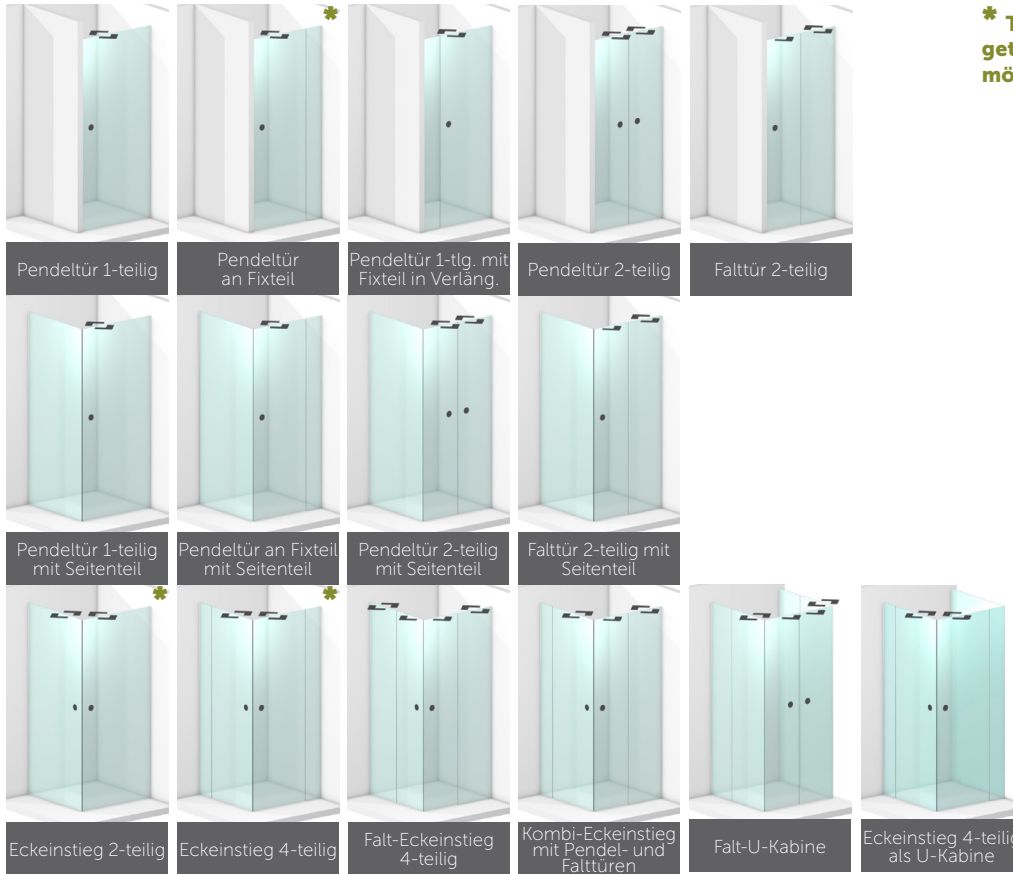 *
* T
get
mö
Pendeltür 1-teilig
Pendeltür
an Fixteil
Pendeltür 1-tlg. mit
Fixteil in Verläng.
Pendeltür 2-teilig
Falttür 2-teilig
Pendeltür 1-teilig
mit Seitenteil
Pendeltür an Fixteil
mit Seitenteil
Pendeltür 2-teilig
mit Seitenteil
Falttür 2-teilig mit
Seitenteil
*
*
Eckeinstieg 2-teilig
Eckeinstieg 4-teilig
Falt-Eckeinstieg
4-teilig
Kombi-Eckeinstieg
mit Pendel- und
Falttüren
Falt-U-Kabine
Eckeinstieg 4-teilig
als U-Kabine